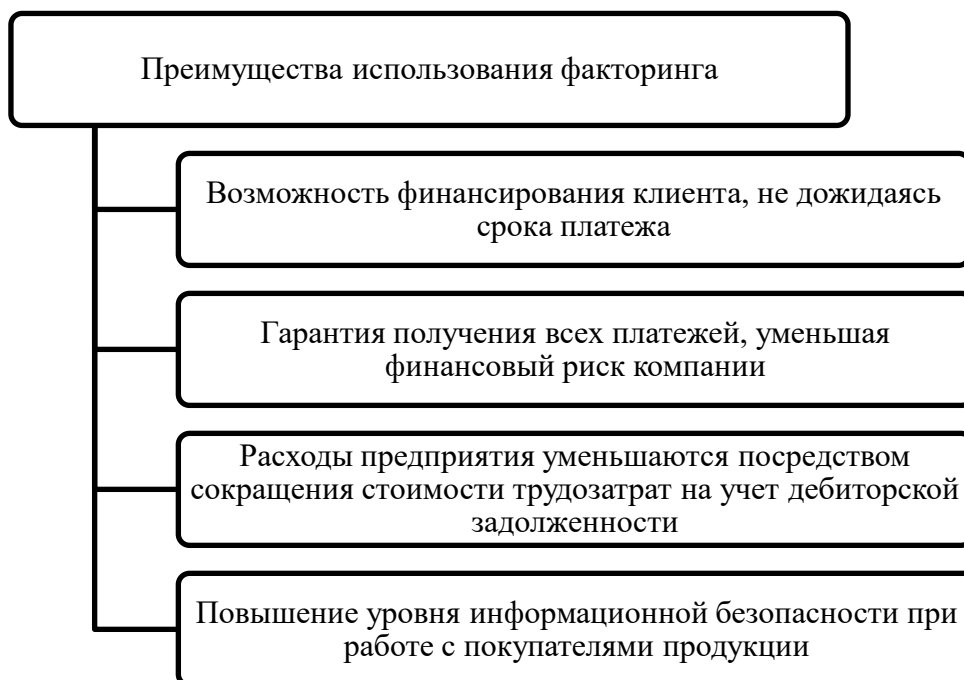 Преимущества использования факторинга
Возможность финансирования клиента, не дожидаясь
срока платежа
Гарантия получения всех платежей, уменьшая
финансовый риск компании
Расходы предприятия уменьшаются посредством
сокращения стоимости трудозатрат на учет дебиторской
задолженности
Повышение уровня информационной безопасности при
работе с покупателями продукции